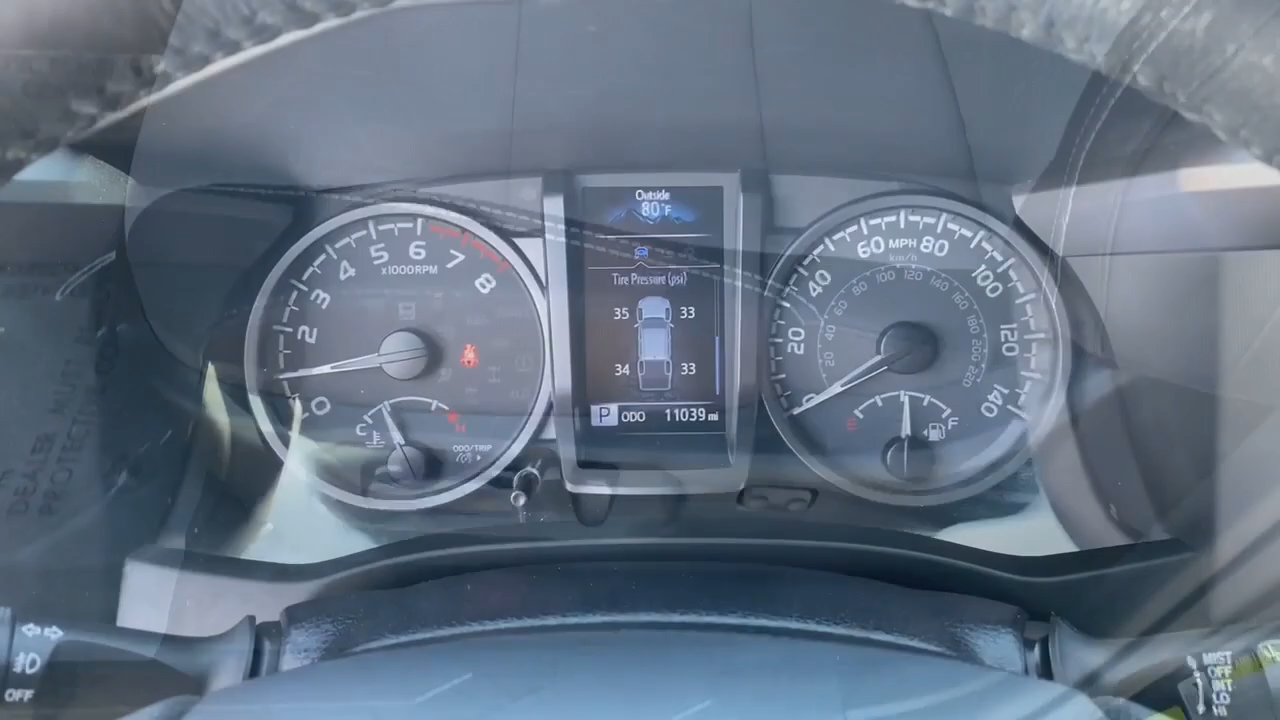 Outside
80°F
Tire Pressure (psi)
35 33
34 33
P ODO 11039 mi
0 2 3 4 5 6 7 8
x1000RPM
C H
ODO/TRIP
0 20 40 60 80 100 120 140
MPH
km/h
20 40 60 80 100 120 140 160 180 200 220
E F
DEALER
OFF
MIST
OFF
INT
LO
HI